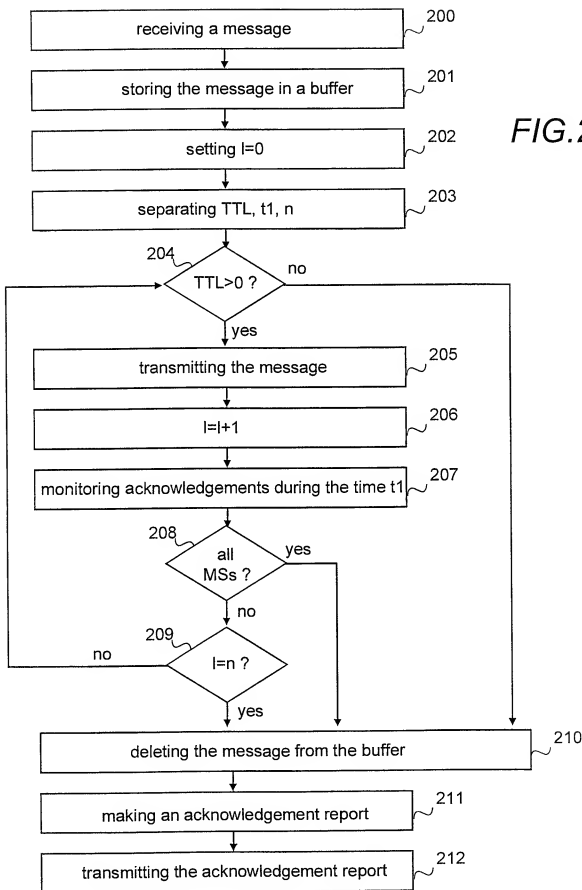 receiving a message
200
storing the message in a buffer
201
setting I=0
202
FIG.2
separating TTL, t1, n
203
204
TTL>0 ?
no
yes
transmitting the message
205
I=I+1
206
monitoring acknowledgements during the time t1
207
208
all
MSs ?
yes
no
209
I=n ?
no
yes
deleting the message from the buffer
210
making an acknowledgement report
211
transmitting the acknowledgement report
212